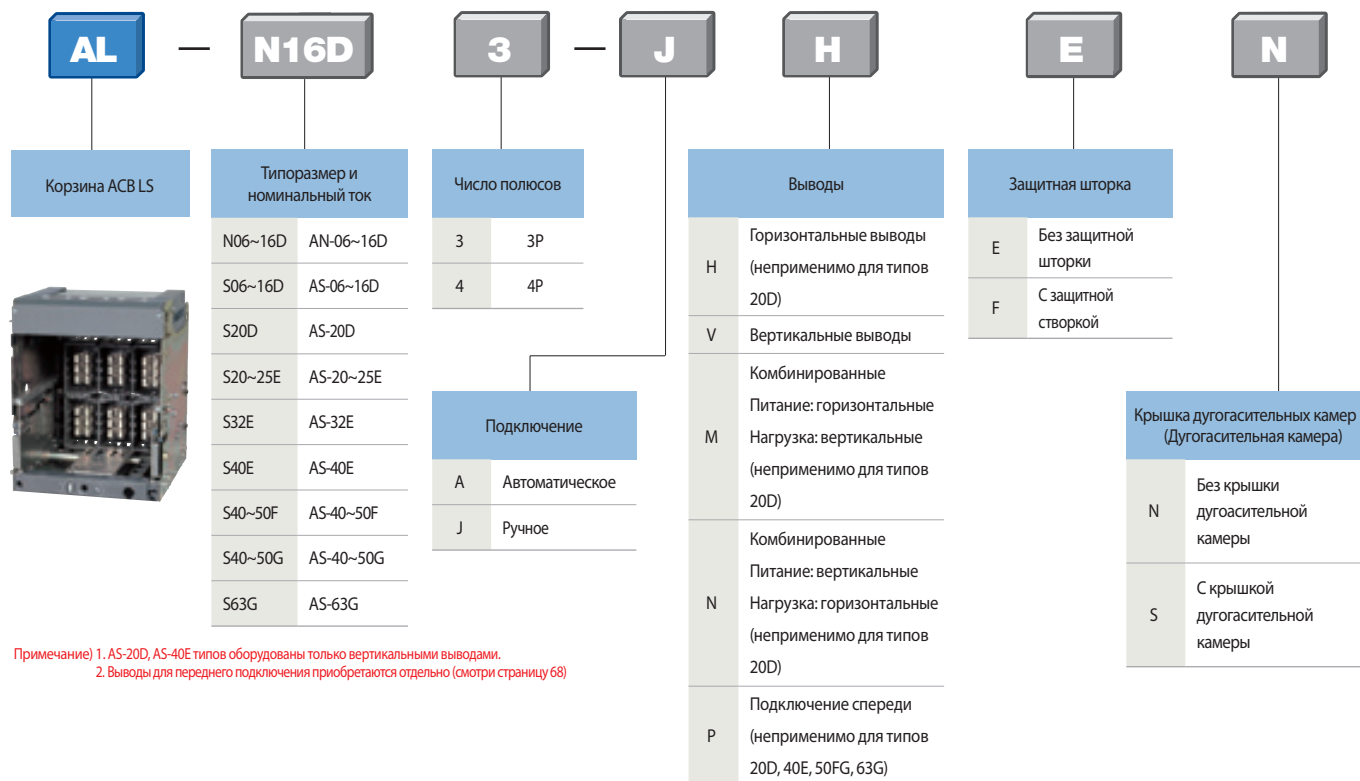 AL — N16D 3 — J H E N
Корзина ACB LS
Типоразмер и
номинальный ток
N06~16D AN-06~16D
S06~16D AS-06~16D
S20D AS-20D
S20~25E AS-20~25E
S32E AS-32E
S40E AS-40E
S40~50F AS-40~50F
S40~50G AS-40~50G
S63G AS-63G
Число полюсов
3 3P
4 4P
Подключение
A Автоматическое
J Ручное
Выводы
H Горизонтальные выводы
(неприменимо для типов
20D)
V Вертикальные выводы
M Комбинированные
Питание: горизонтальные
Нагрузка: вертикальные
(неприменимо для типов
20D)
N Комбинированные
Питание: вертикальные
Нагрузка: горизонтальные
(неприменимо для типов
20D)
P Подключение спереди
(неприменимо для типов
20D, 40E, 50FG, 63G)
Защитная шторка
E Без защитной
шторки
F С защитной
створкой
Крышка дугогасительных камер
(Дугогасительная камера)
N Без крышки
дугоасительной
камеры
S С крышкой
дугогасительной
камеры
Примечание) 1. AS-20D, AS-40E типов оборудованы только вертикальными выводами.
2. Выводы для переднего подключения приобретаются отдельно (смотри страницу 68)